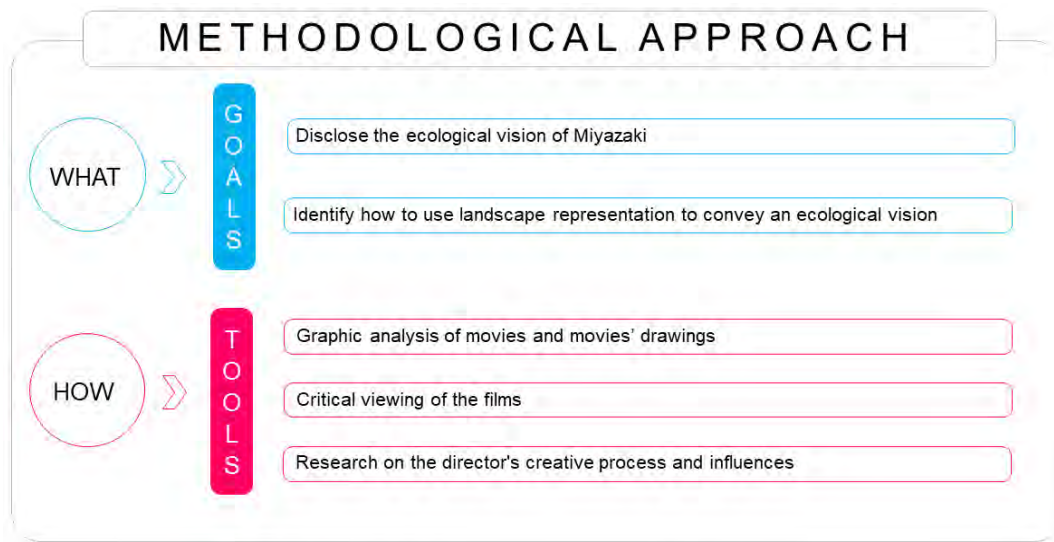 METHODOLOGICAL APPROACH
WHAT
GOALS
Disclose the ecological vision of Miyazaki
Identify how to use landscape representation to convey an ecological vision
HOW
TOOLS
Graphic analysis of movies and movies’ drawings
Critical viewing of the films
Research on the director's creative process and influences